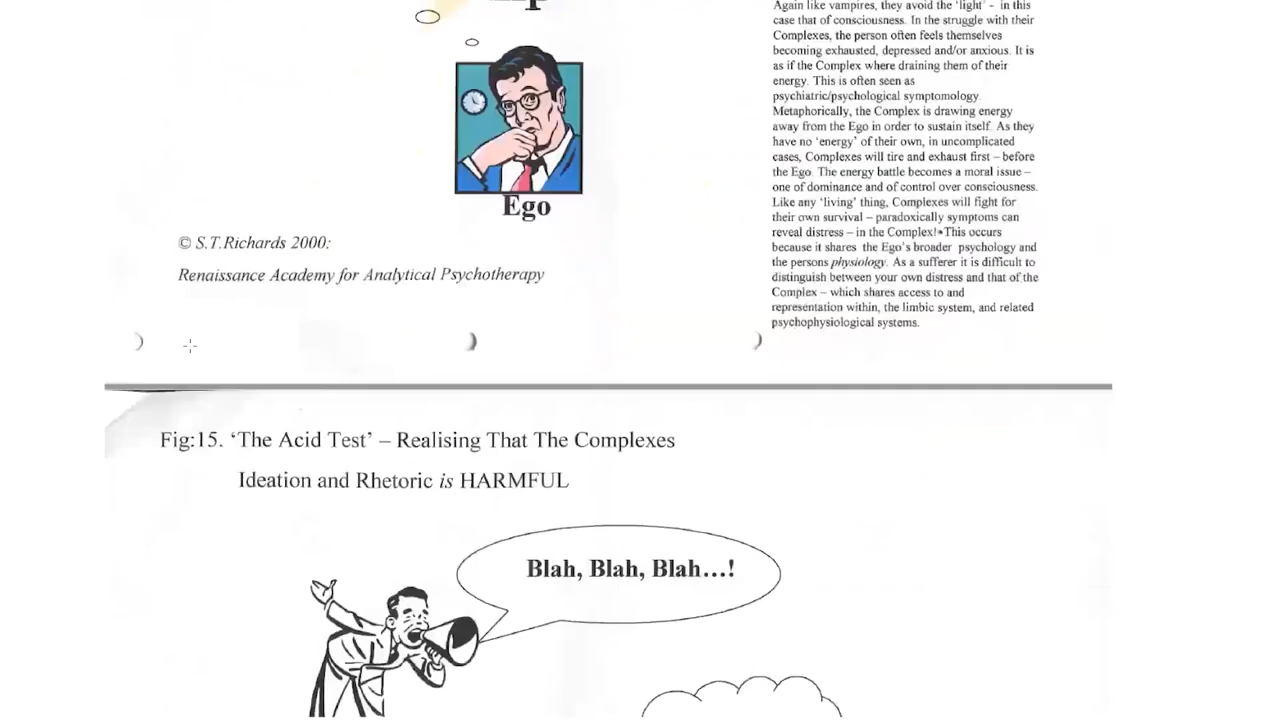 Again like vampires, they avoid the 'light' - in this
case that of consciousness. In the struggle with their
Complexes, the person often feels themselves
becoming exhausted, depressed and/or anxious. It is
as if the Complex where draining them of their
energy. This is often seen as
psychiatric/psychological symptomology.
Metaphorically, the Complex is drawing energy
away from the Ego in order to sustain itself. As they
have no 'energy' of their own, in uncomplicated
cases, Complexes will tire and exhaust first – before
the Ego. The energy battle becomes a moral issue –
one of dominance and of control over consciousness.
Like any 'living' thing, Complexes will fight for
their own survival – paradoxically symptoms can
reveal distress – in the Complex!•This occurs
because it shares the Ego's broader psychology and
the persons physiology. As a sufferer it is difficult to
distinguish between your own distress and that of the
Complex – which shares access to and
representation within, the limbic system, and related
psychophysiological systems.
Ego
© S.T.Richards 2000:
Renaissance Academy for Analytical Psychotherapy
Fig:15. 'The Acid Test' – Realising That The Complexes
Ideation and Rhetoric is HARMFUL
Blah, Blah, Blah...!